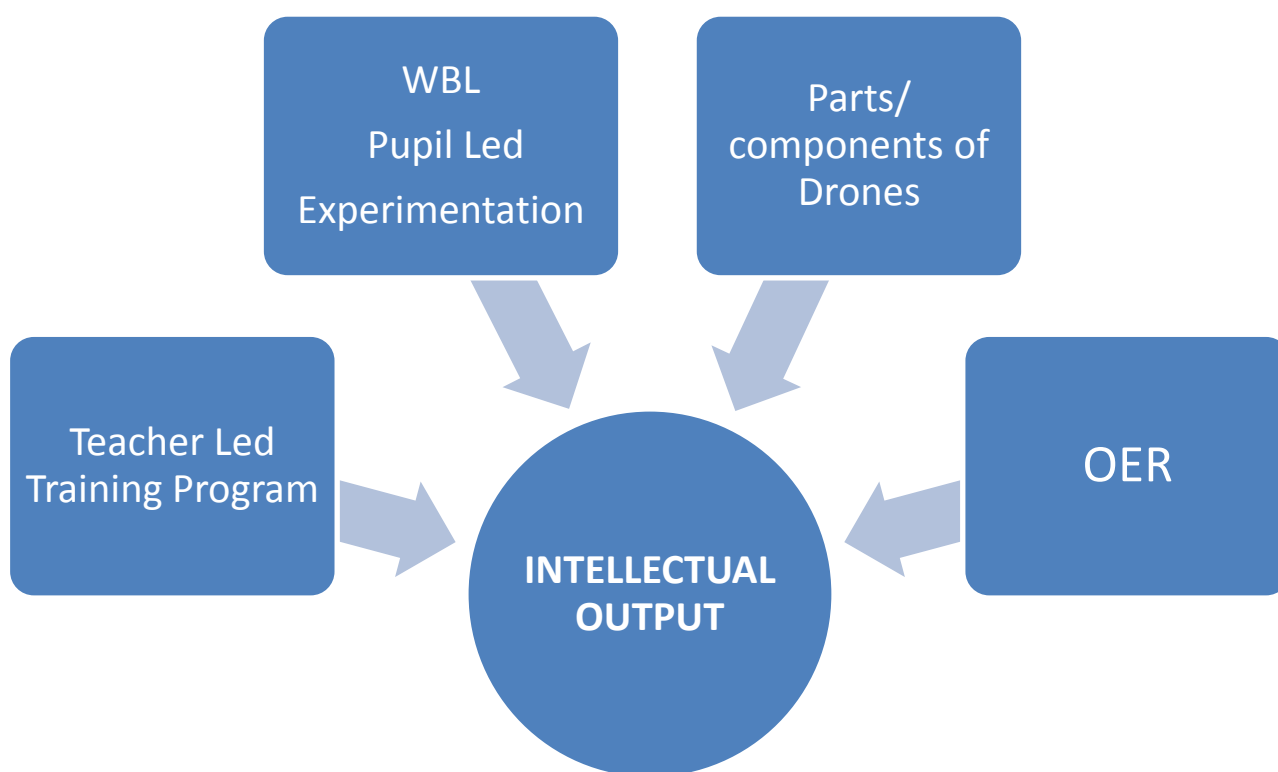 WBL
Pupil Led
Experimentation
Parts/
components of
Drones
Teacher Led
Training Program
OER
INTELLECTUAL
OUTPUT